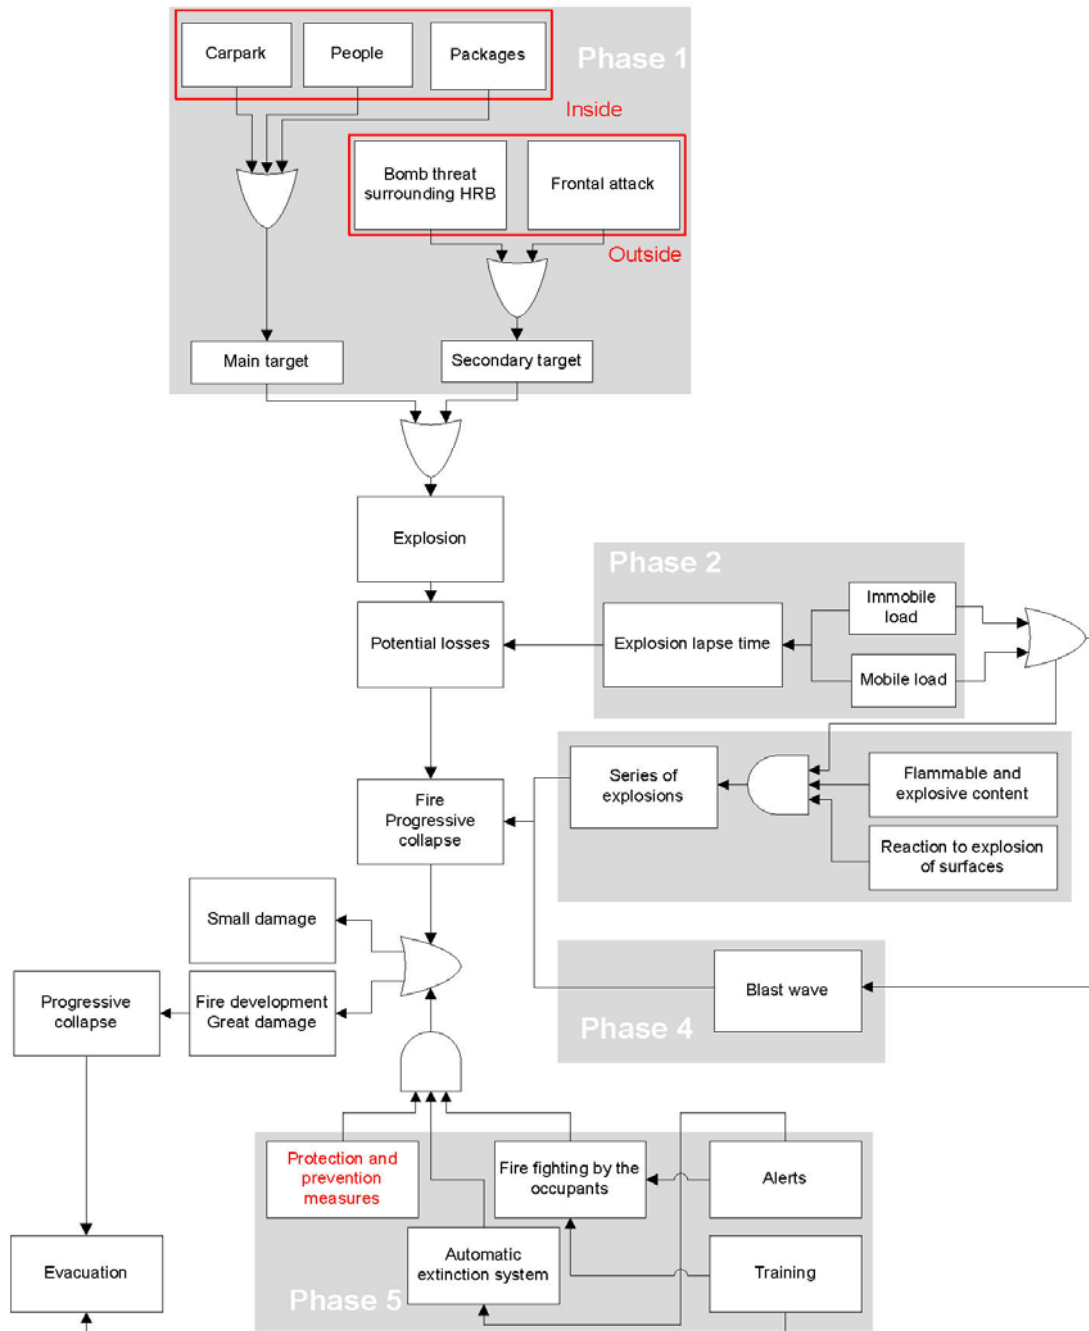 Carpark
People
Packages
Phase 1
Inside
Bomb threat
surrounding HRB
Frontal attack
Outside
Main target
Secondary target
Explosion
Phase 2
Immobile
load
Potential losses
Explosion lapse time
Mobile load
Series of
explosions
Flammable and
explosive content
Fire
Progressive
collapse
Reaction to explosion
of surfaces
Small damage
Progressive
collapse
Fire development
Great damage
Blast wave
Phase 4
Protection and
prevention
measures
Fire fighting by the
occupants
Alerts
Automatic
extinction system
Training
Evacuation
Phase 5